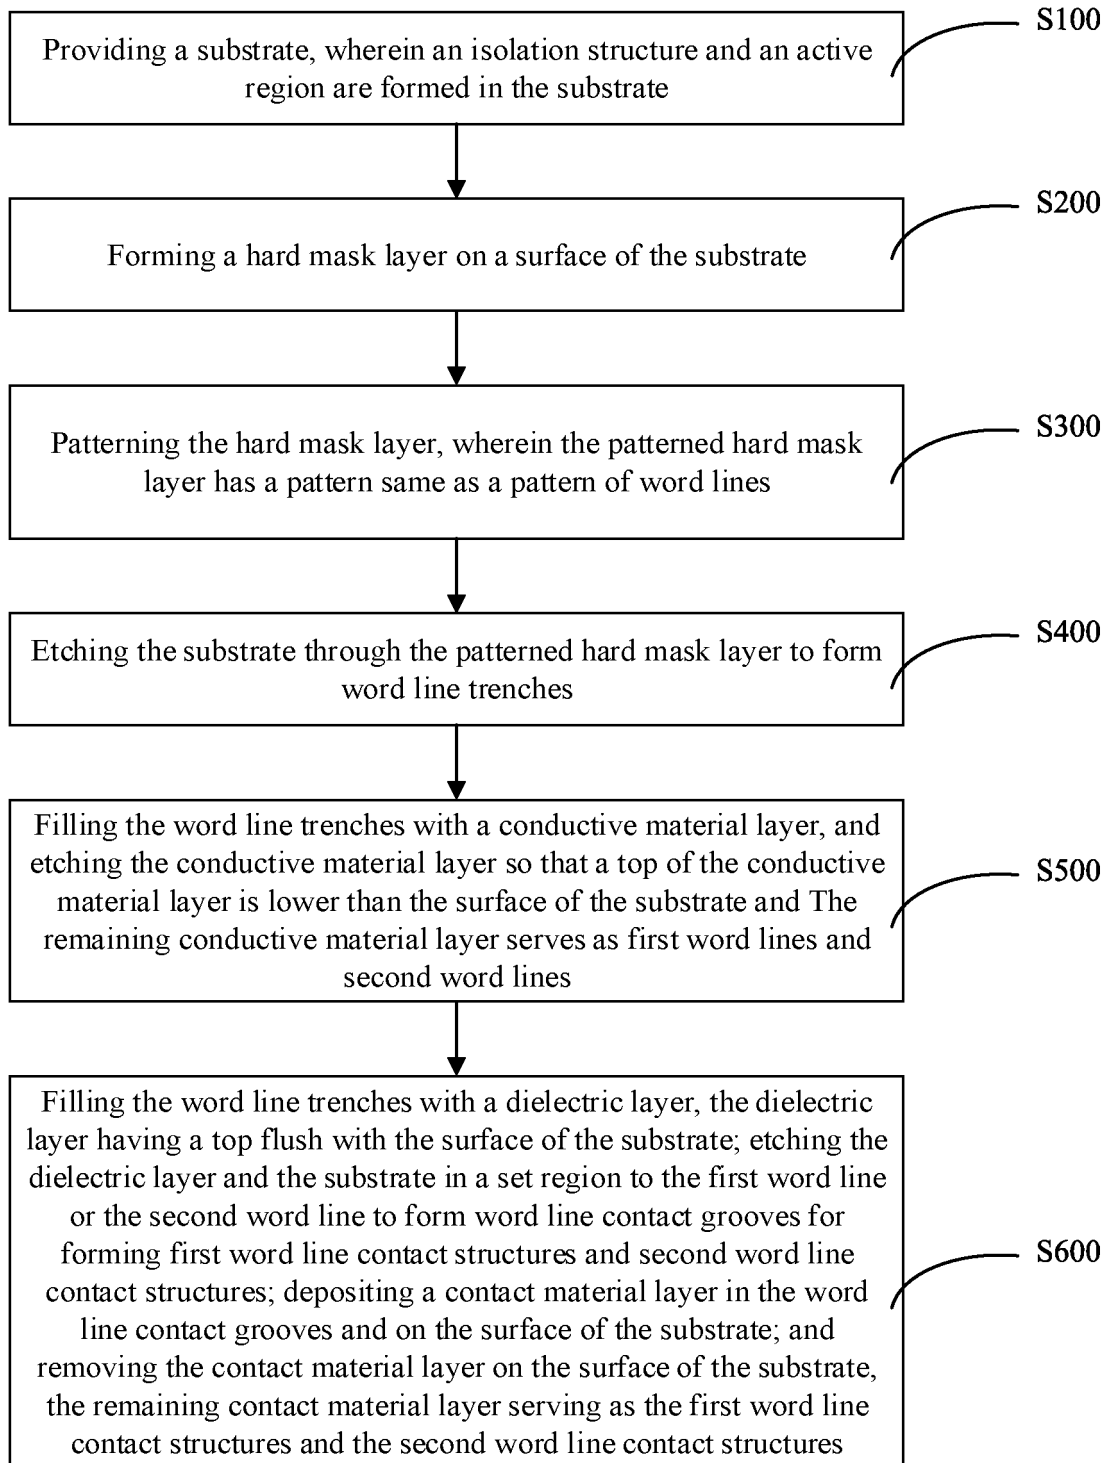 S100
Providing a substrate, wherein an isolation structure and an active
region are formed in the substrate
S200
Forming a hard mask layer on a surface of the substrate
S300
Patterning the hard mask layer, wherein the patterned hard mask
layer has a pattern same as a pattern of word lines
S400
Etching the substrate through the patterned hard mask layer to form
word line trenches
S500
Filling the word line trenches with a conductive material layer, and
etching the conductive material layer so that a top of the conductive
material layer is lower than the surface of the substrate and The
remaining conductive material layer serves as first word lines and
second word lines
S600
Filling the word line trenches with a dielectric layer, the dielectric
layer having a top flush with the surface of the substrate; etching the
dielectric layer and the substrate in a set region to the first word line
or the second word line to form word line contact grooves for
forming first word line contact structures and second word line
contact structures; depositing a contact material layer in the word
line contact grooves and on the surface of the substrate; and
removing the contact material layer on the surface of the substrate,
the remaining contact material layer serving as the first word line
contact structures and the second word line contact structures